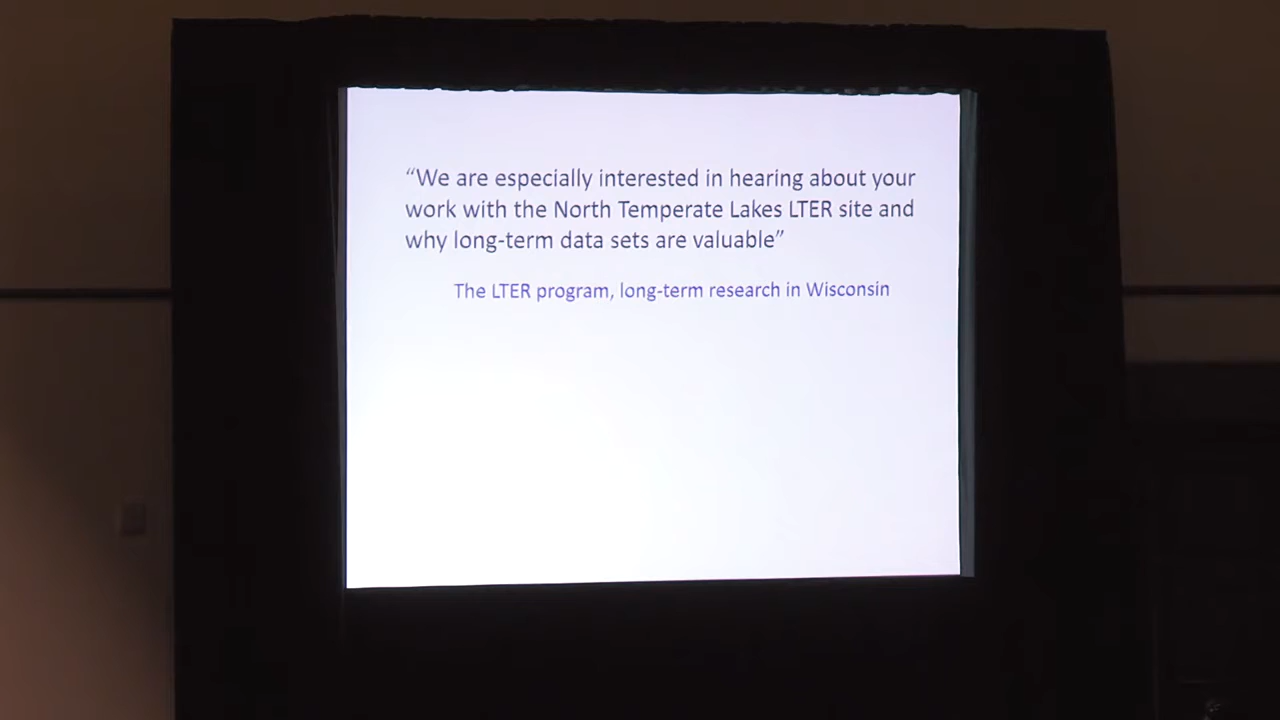 “We are especially interested in hearing about your
work with the North Temperate Lakes LTER site and
why long-term data sets are valuable”
The LTER program, long-term research in Wisconsin